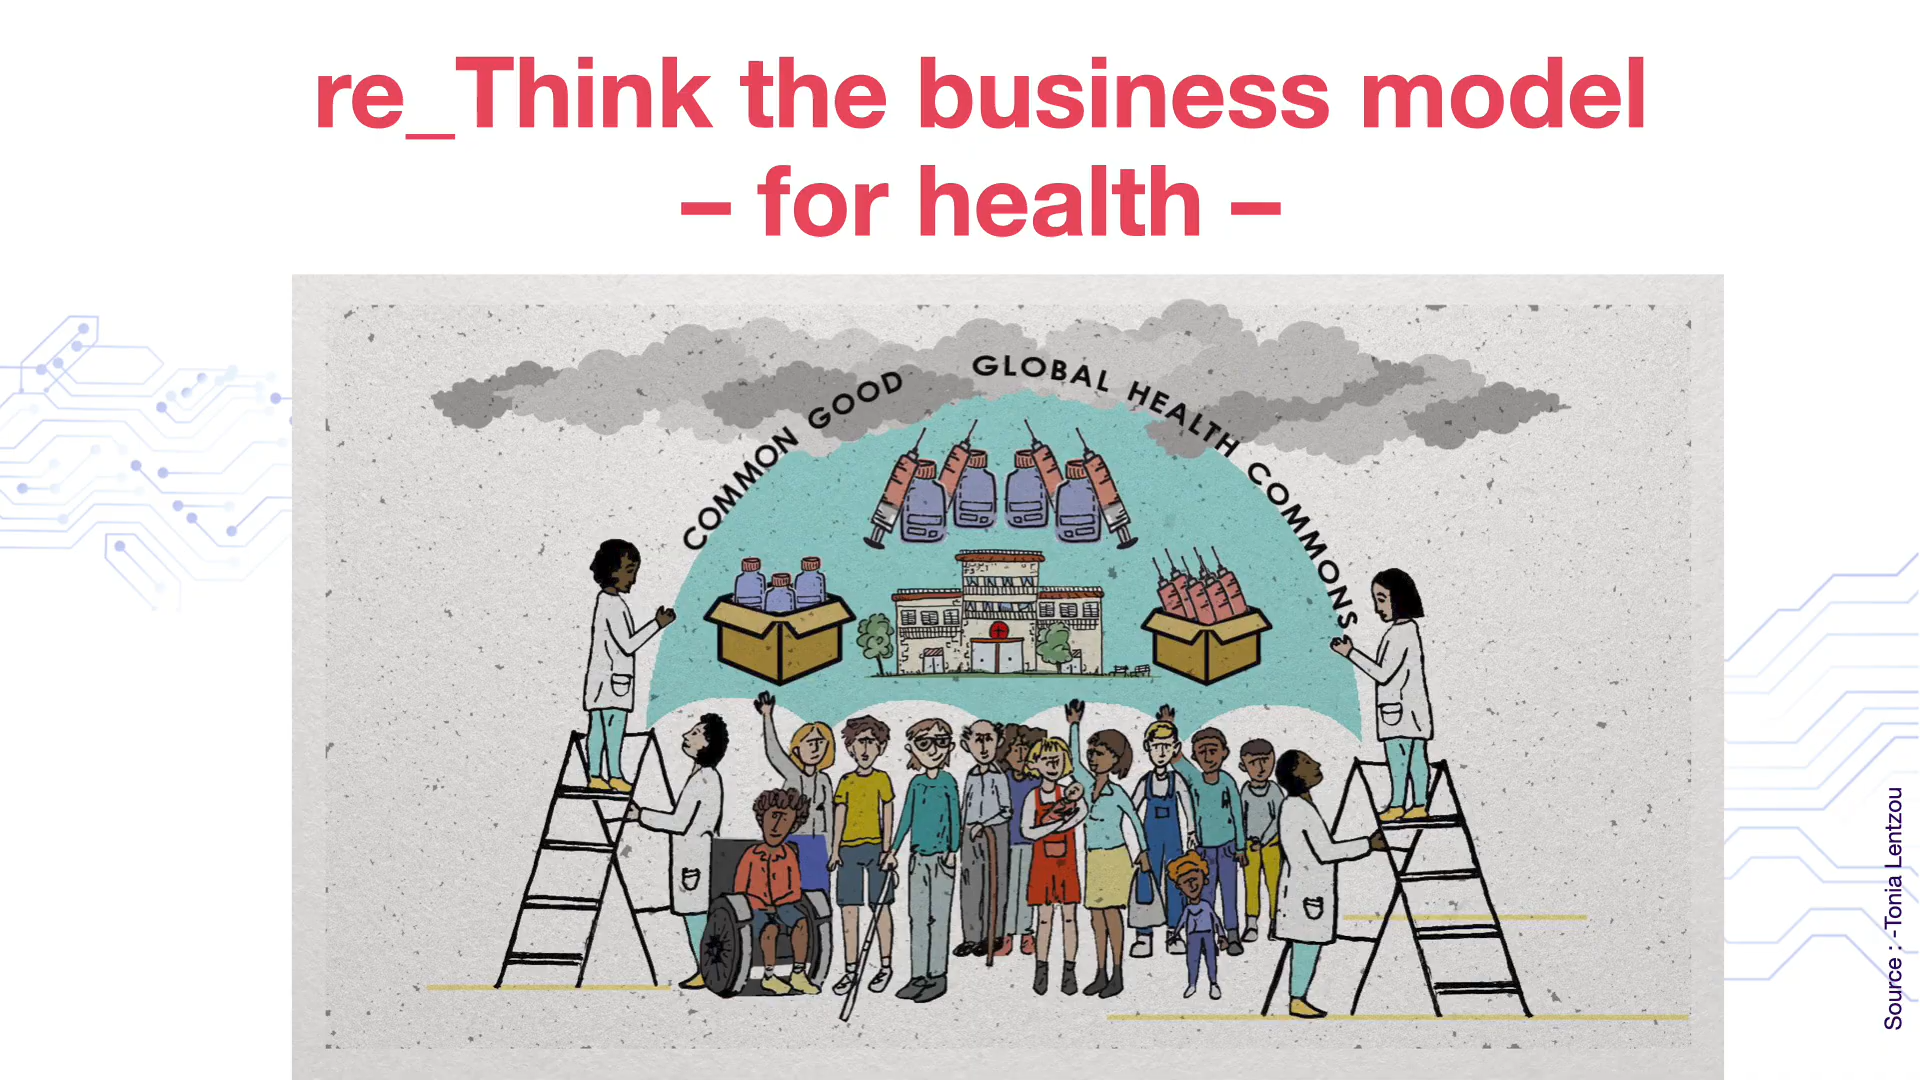 re_Think the business model
– for health –
COMMON GOOD
GLOBAL HEALTH COMMONS
Source : -Tonia Lentzou